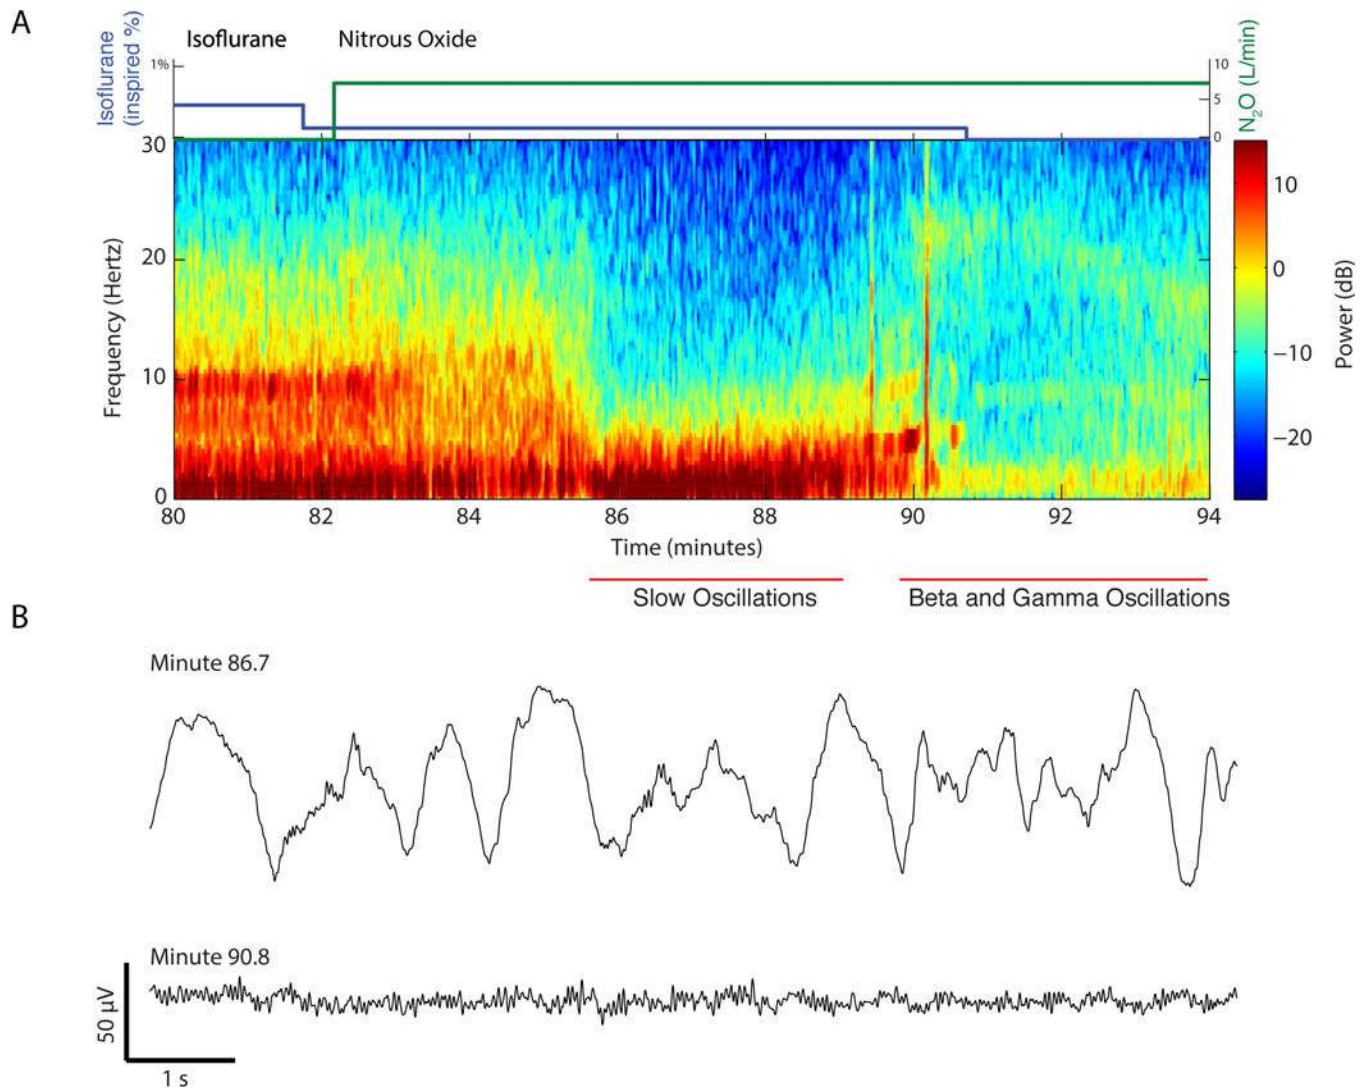 A
Isoflurane
Nitrous Oxide
Isoflurane
(inspired %)
1%
10
5
0
N₂O (L/min)
30
20
10
0
Frequency (Hertz)
80
82
84
86
88
90
92
94
Time (minutes)
10
0
−10
−20
Power (dB)
Slow Oscillations
Beta and Gamma Oscillations
B
Minute 86.7
Minute 90.8
50 µV
1 s